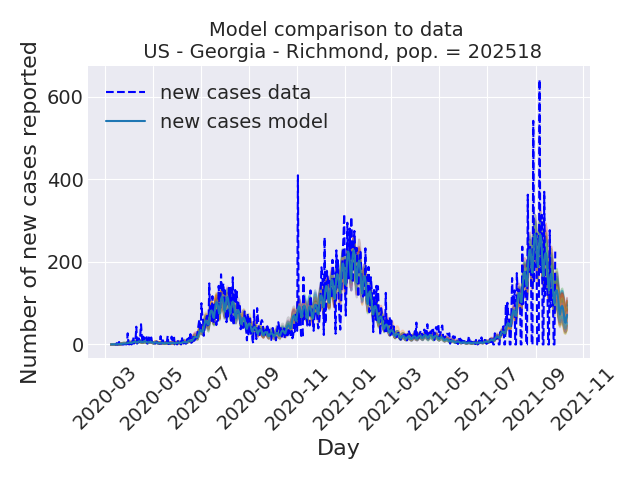 Model comparison to data
US - Georgia - Richmond, pop. = 202518
Number of new cases reported
600
400
200
0
new cases data
new cases model
2020-03
2020-05
2020-07
2020-09
2020-11
2021-01
2021-03
2021-05
2021-07
2021-09
2021-11
Day